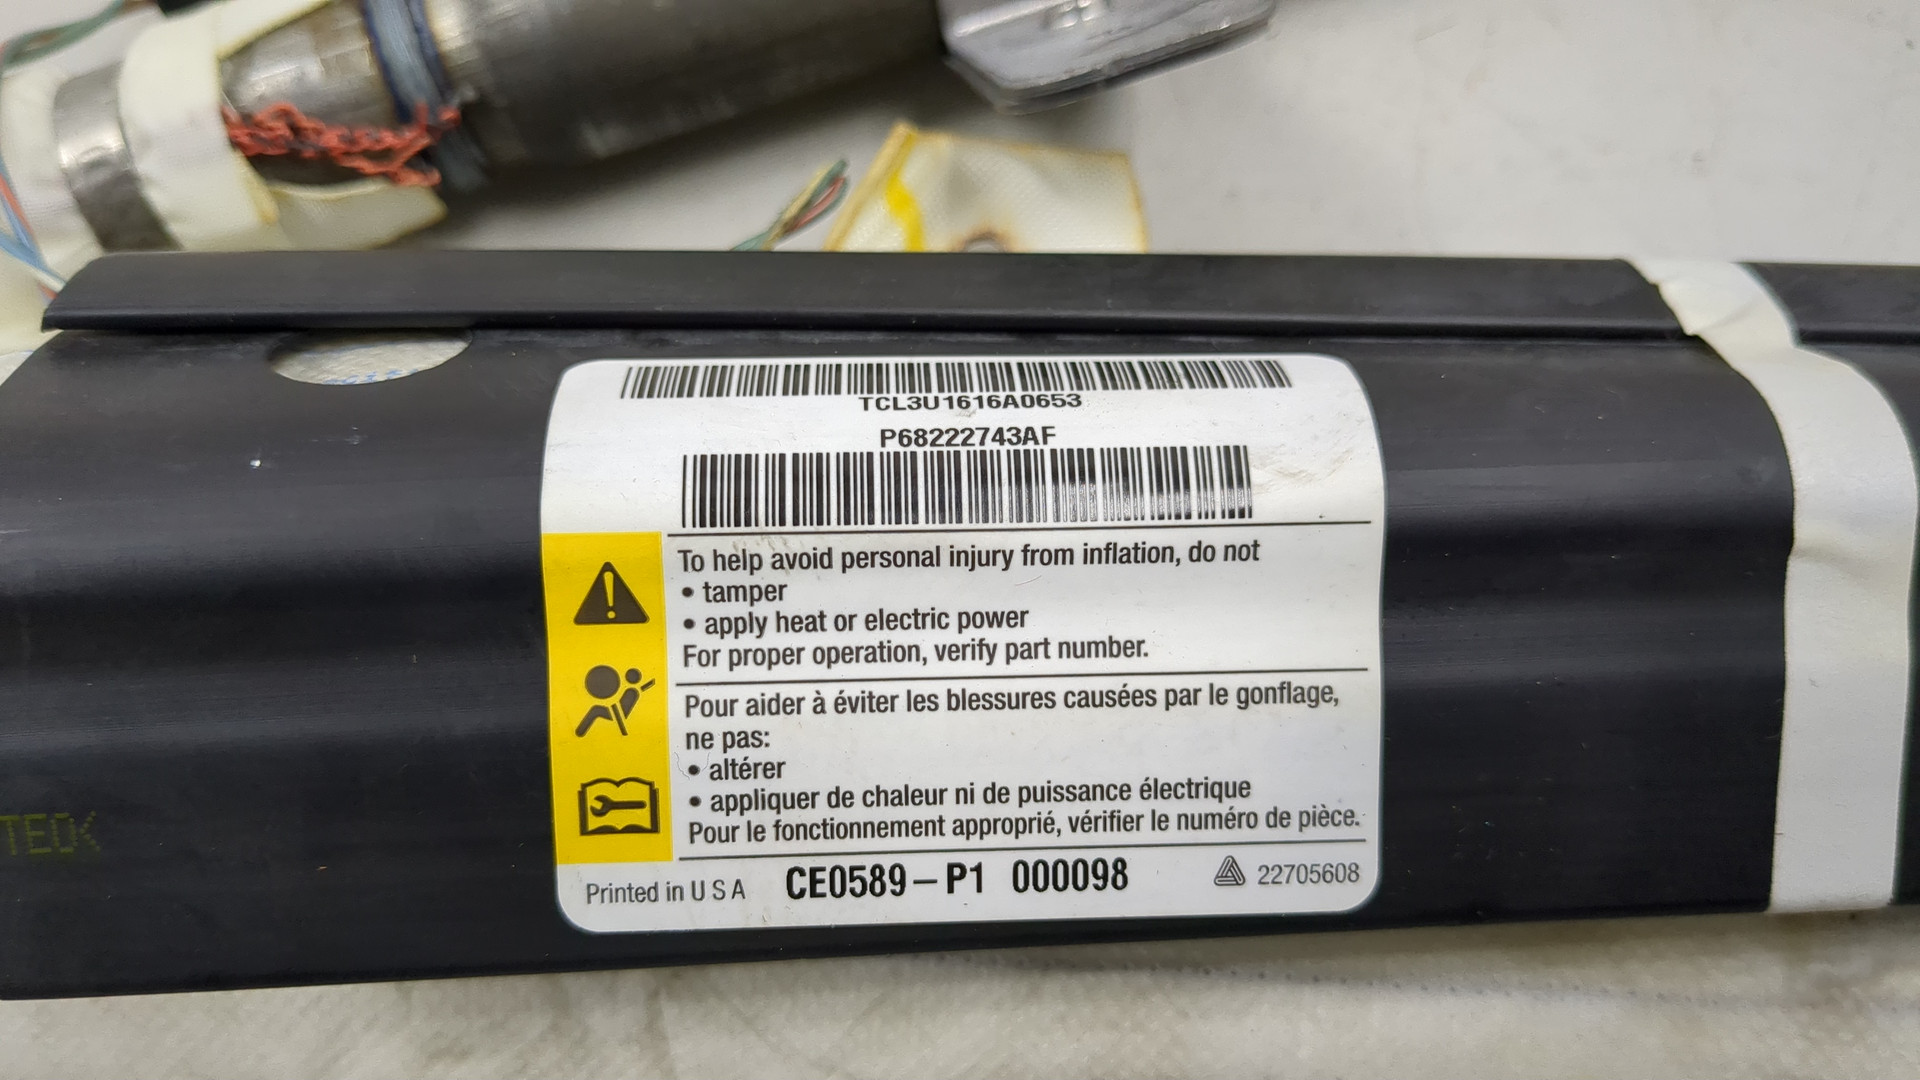 TCL3U1616A0653
P68222743AF
To help avoid personal injury from inflation, do not
• tamper
• apply heat or electric power
For proper operation, verify part number.
Pour aider à éviter les blessures causées par le gonflage,
ne pas:
• altérer
• appliquer de chaleur ni de puissance électrique
Pour le fonctionnement approprié, vérifier le numéro de pièce.
Printed in U S A CE0589-P1 000098 22705608
TEO<